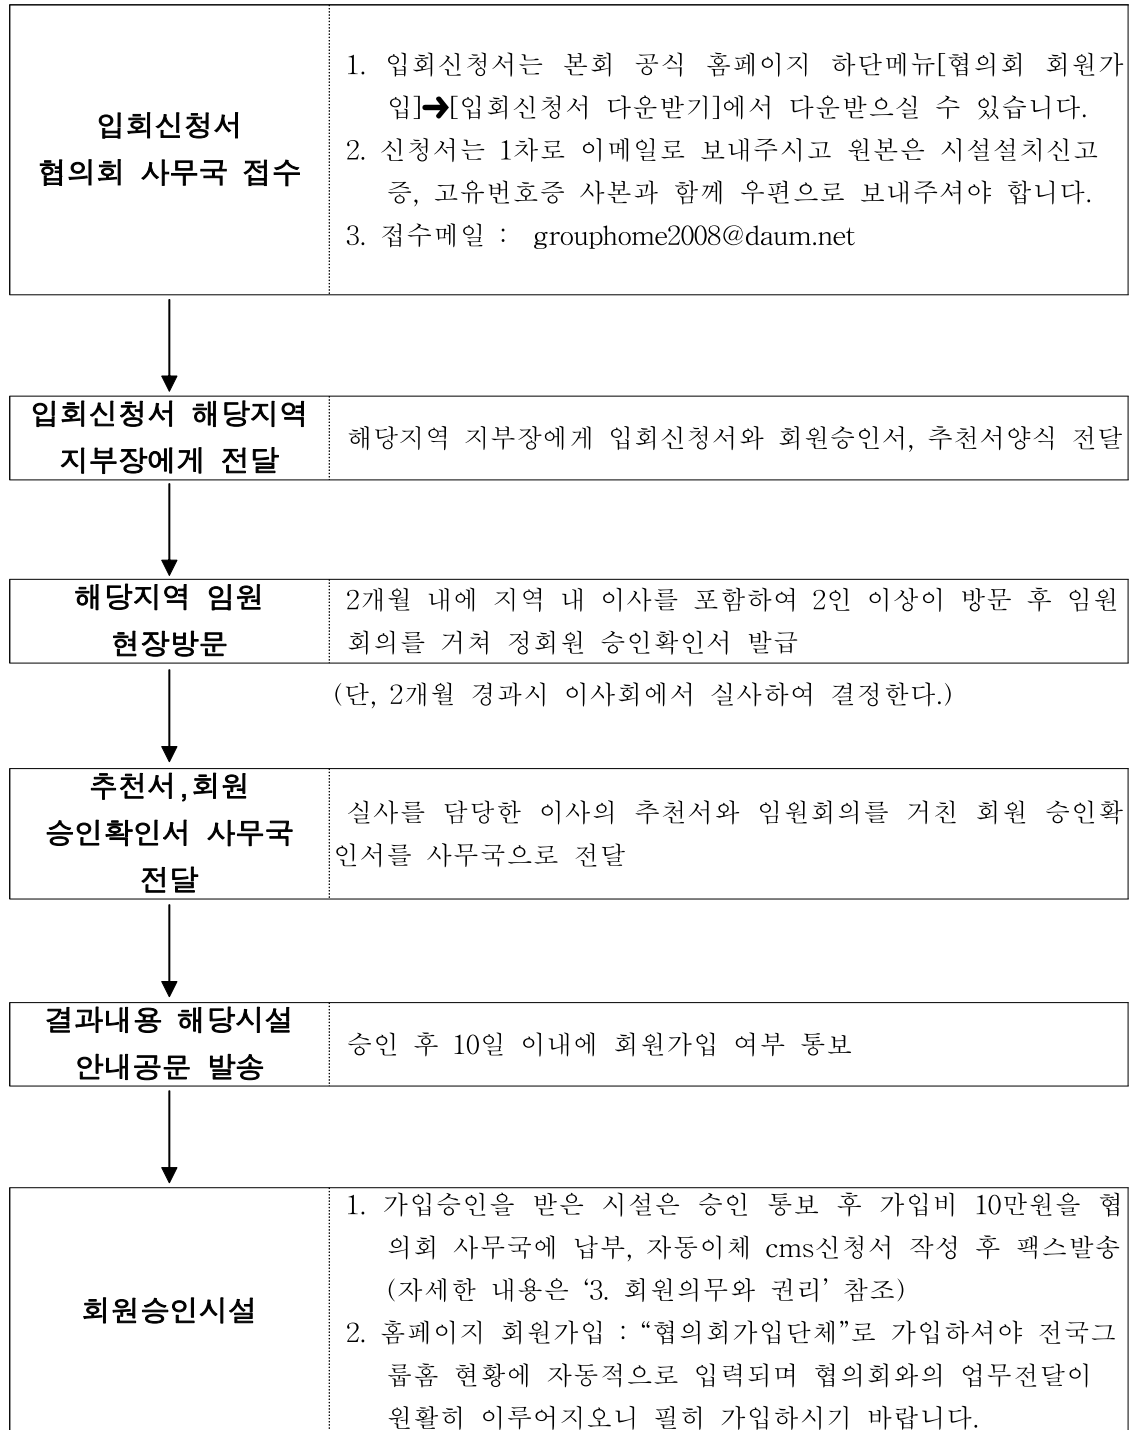 입회신청서
협의회 사무국 접수
1. 입회신청서는 본회 공식 홈페이지 하단메뉴[협의회 회원가
입]➜[입회신청서 다운받기]에서 다운받으실 수 있습니다.
2. 신청서는 1차로 이메일로 보내주시고 원본은 시설설치신고
증, 고유번호증 사본과 함께 우편으로 보내주셔야 합니다.
3. 접수메일 : grouphome2008@daum.net
입회신청서 해당지역
지부장에게 전달
해당지역 지부장에게 입회신청서와 회원승인서, 추천서양식 전달
해당지역 임원
현장방문
2개월 내에 지역 내 이사를 포함하여 2인 이상이 방문 후 임원
회의를 거쳐 정회원 승인확인서 발급
(단, 2개월 경과시 이사회에서 실사하여 결정한다.)
추천서,회원
승인확인서 사무국
전달
실사를 담당한 이사의 추천서와 임원회의를 거친 회원 승인확
인서를 사무국으로 전달
결과내용 해당시설
안내공문 발송
승인 후 10일 이내에 회원가입 여부 통보
회원승인시설
1. 가입승인을 받은 시설은 승인 통보 후 가입비 10만원을 협
의회 사무국에 납부, 자동이체 cms신청서 작성 후 팩스발송
(자세한 내용은 ‘3. 회원의무와 권리’ 참조)
2. 홈페이지 회원가입 : “협의회가입단체”로 가입하셔야 전국그
룹홈 현황에 자동적으로 입력되며 협의회와의 업무전달이
원활히 이루어지오니 필히 가입하시기 바랍니다.